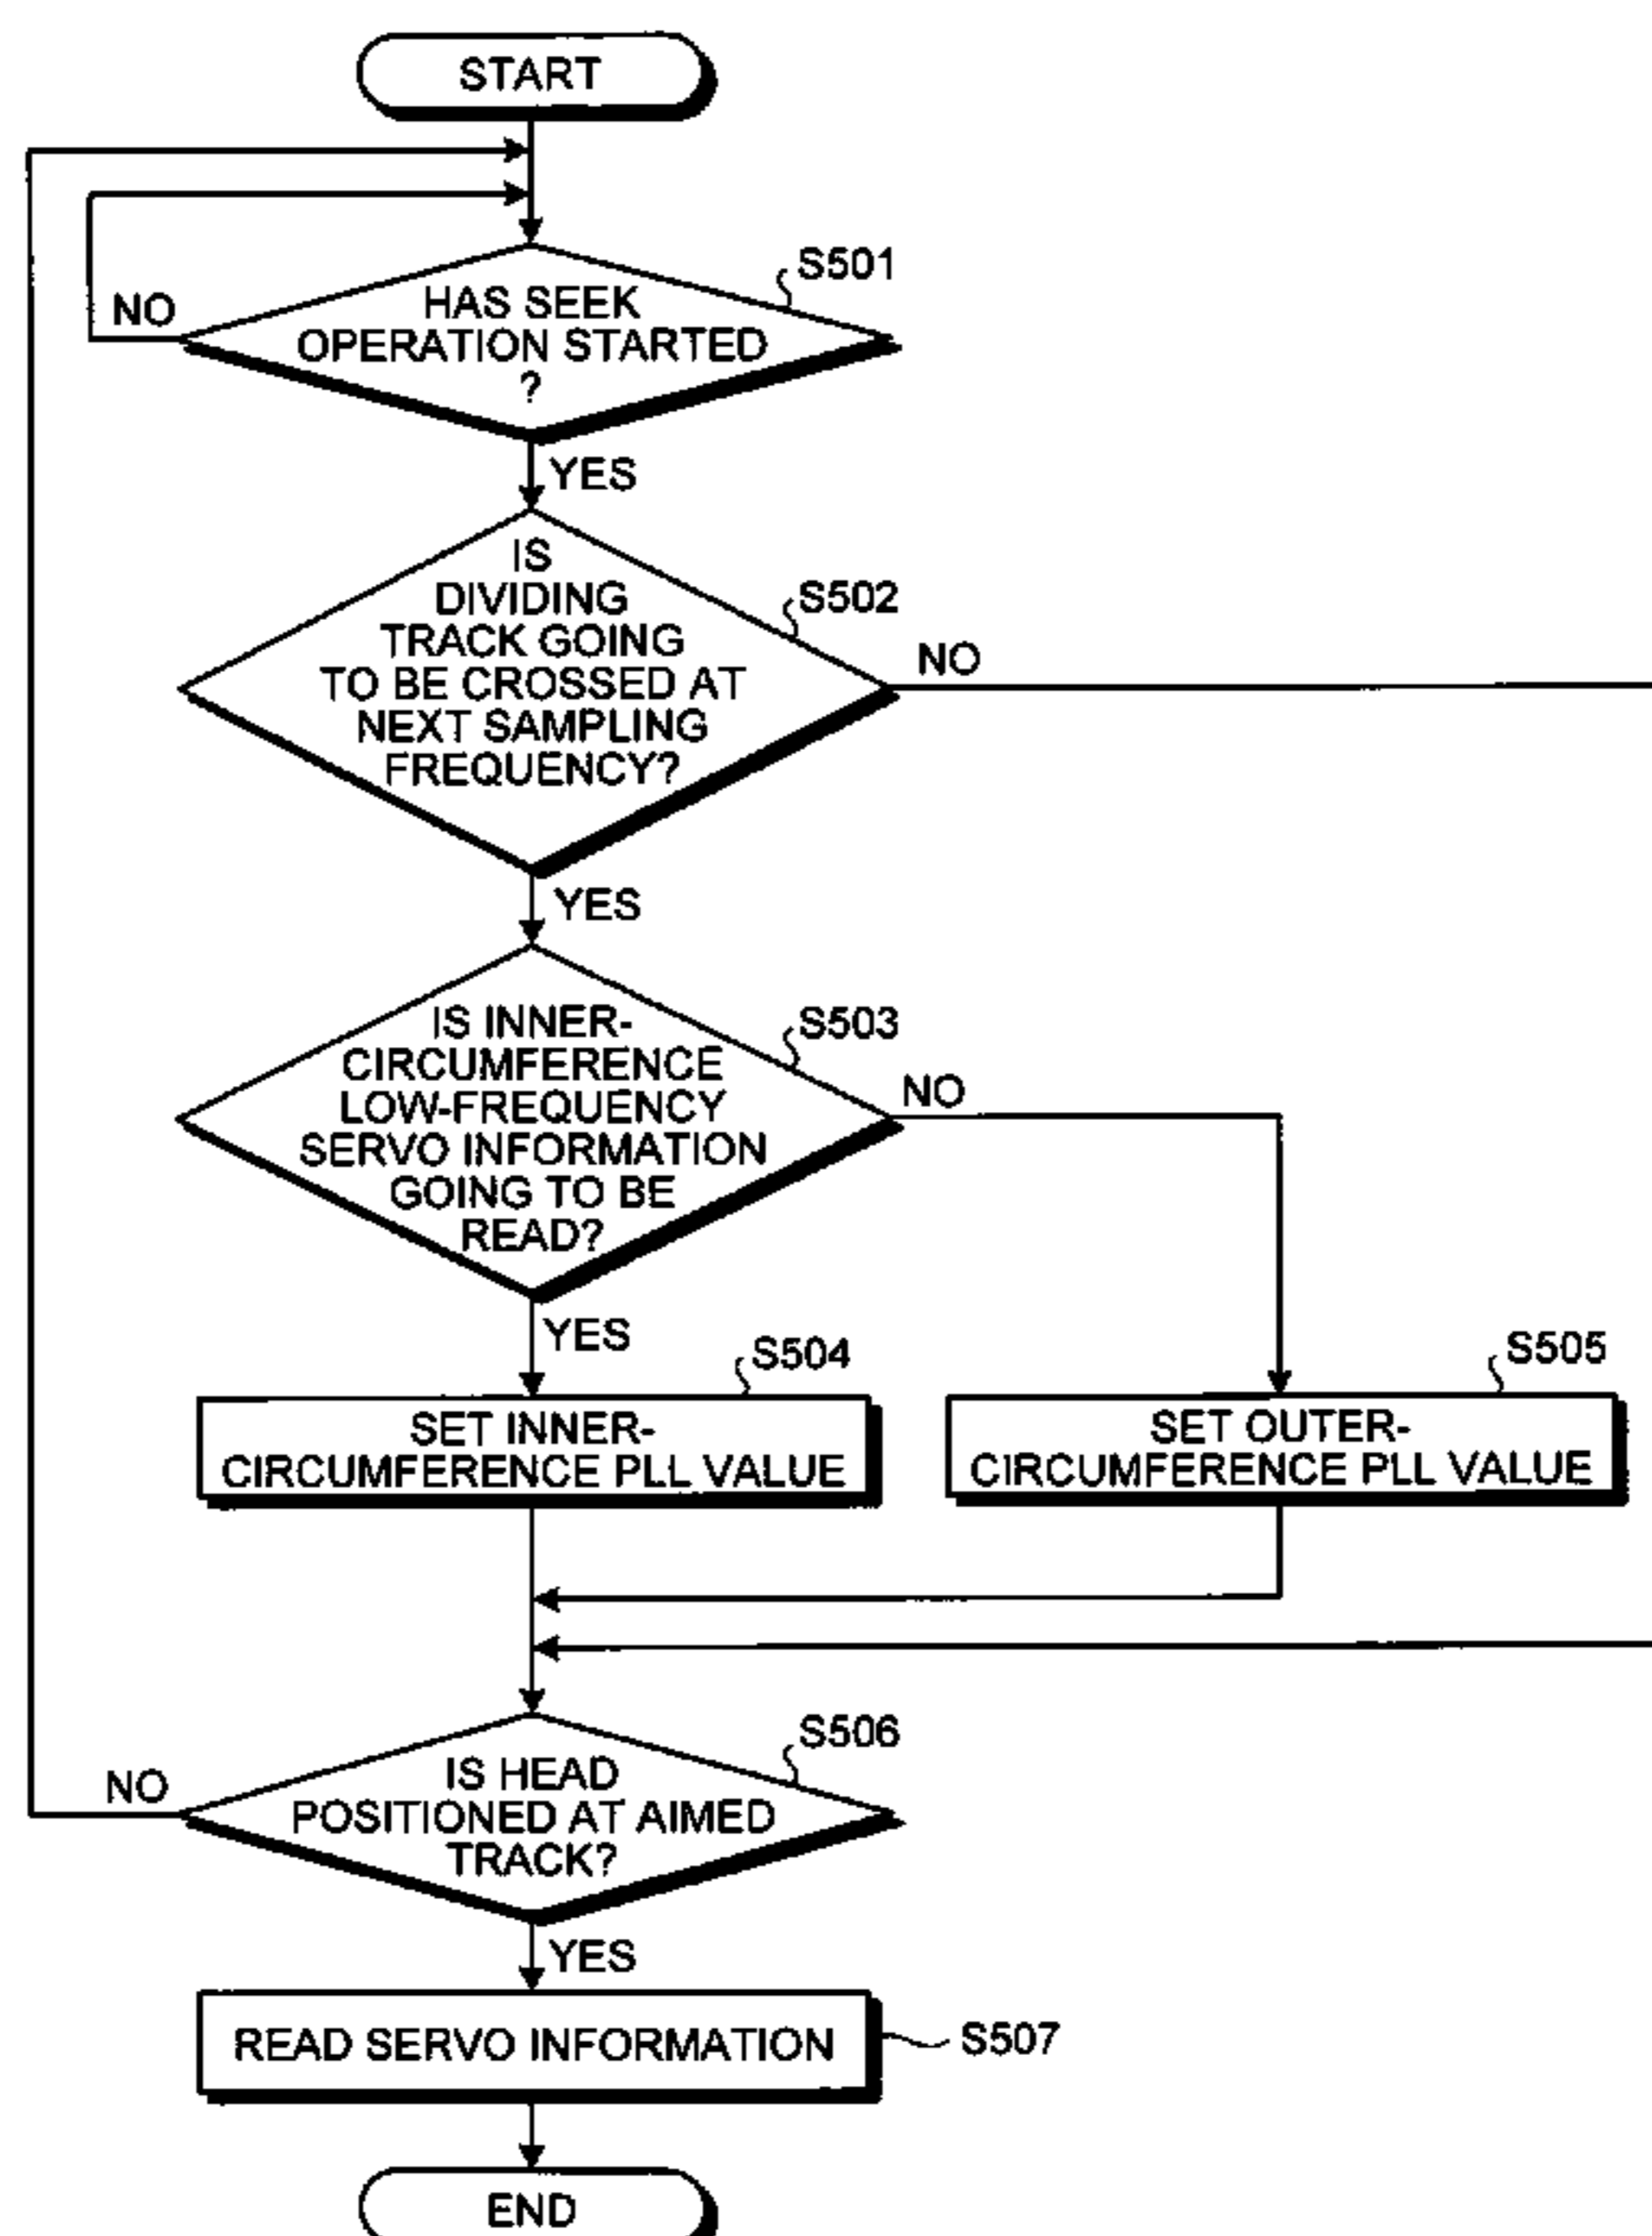 START
S501
HAS SEEK
OPERATION STARTED
?
NO
YES
S502
IS
DIVIDING
TRACK GOING
TO BE CROSSED AT
NEXT SAMPLING
FREQUENCY?
NO
YES
S503
IS INNER-
CIRCUMFERENCE
LOW-FREQUENCY
SERVO INFORMATION
GOING TO BE
READ?
NO
YES
S504
SET INNER-
CIRCUMFERENCE PLL VALUE
S505
SET OUTER-
CIRCUMFERENCE PLL VALUE
S506
IS HEAD
POSITIONED AT AIMED
TRACK?
NO
YES
READ SERVO INFORMATION
S507
END